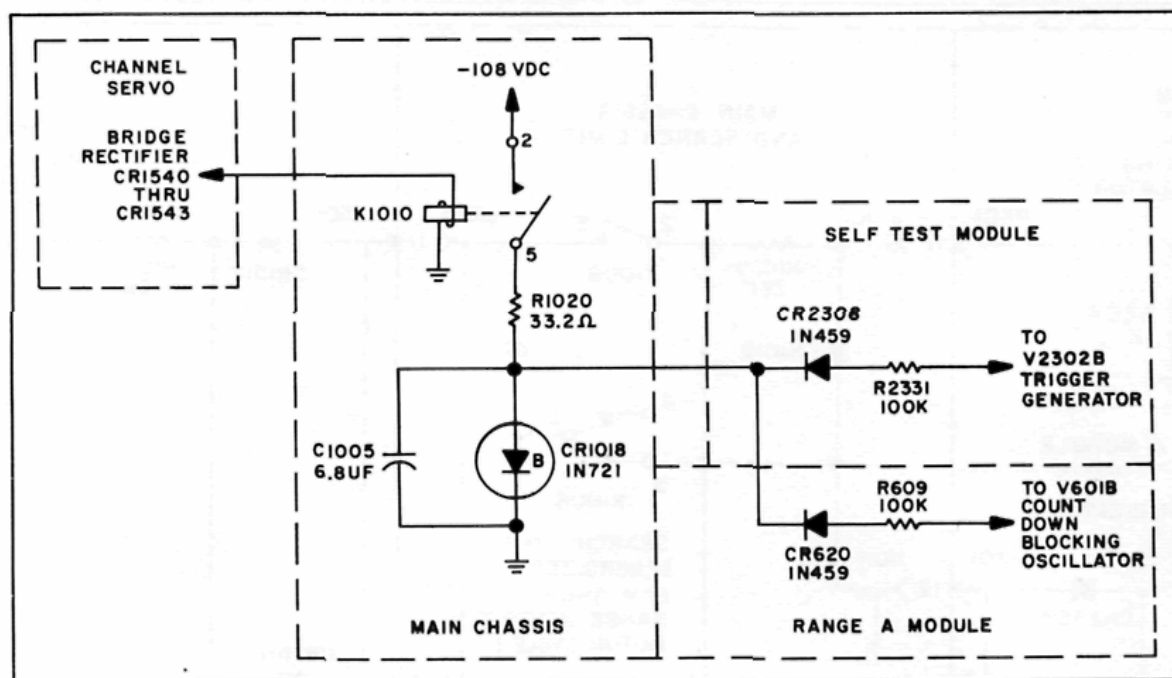 CHANNEL
SERVO
BRIDGE
RECTIFIER
CR1540
THRU
CR1543
−108 VDC
2
K1010
5
R1020
33.2Ω
C1005
6.8UF
B
CR1018
1N721
MAIN CHASSIS
SELF TEST MODULE
CR2308
1N459
R2331
100K
TO
V2302B
TRIGGER
GENERATOR
R609
100K
CR620
1N459
TO V601B
COUNT
DOWN
BLOCKING
OSCILLATOR
RANGE A MODULE